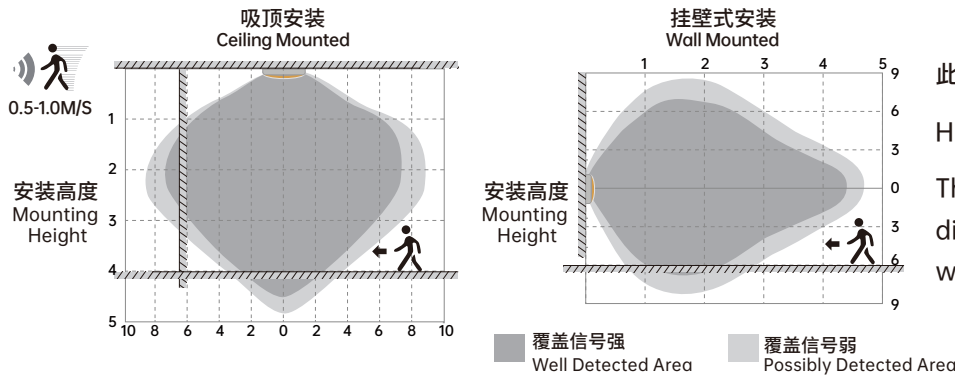 吸顶安装
Ceiling Mounted
0.5-1.0M/S
1
2
3
4
5
安装高度
Mounting
Height
10 8 6 4 2 0 2 4 6 8 10
挂壁式安装
Wall Mounted
1 2 3 4 5
9
6
3
0
3
6
9
安装高度
Mounting
Height
覆盖信号强
Well Detected Area
覆盖信号弱
Possibly Detected Area
此
H
Th
di
w